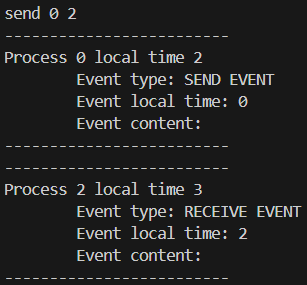 send 0 2
-------------------------
Process 0 local time 2
        Event type: SEND EVENT
        Event local time: 0
        Event content:
-------------------------
-------------------------
Process 2 local time 3
        Event type: RECEIVE EVENT
        Event local time: 2
        Event content:
-------------------------